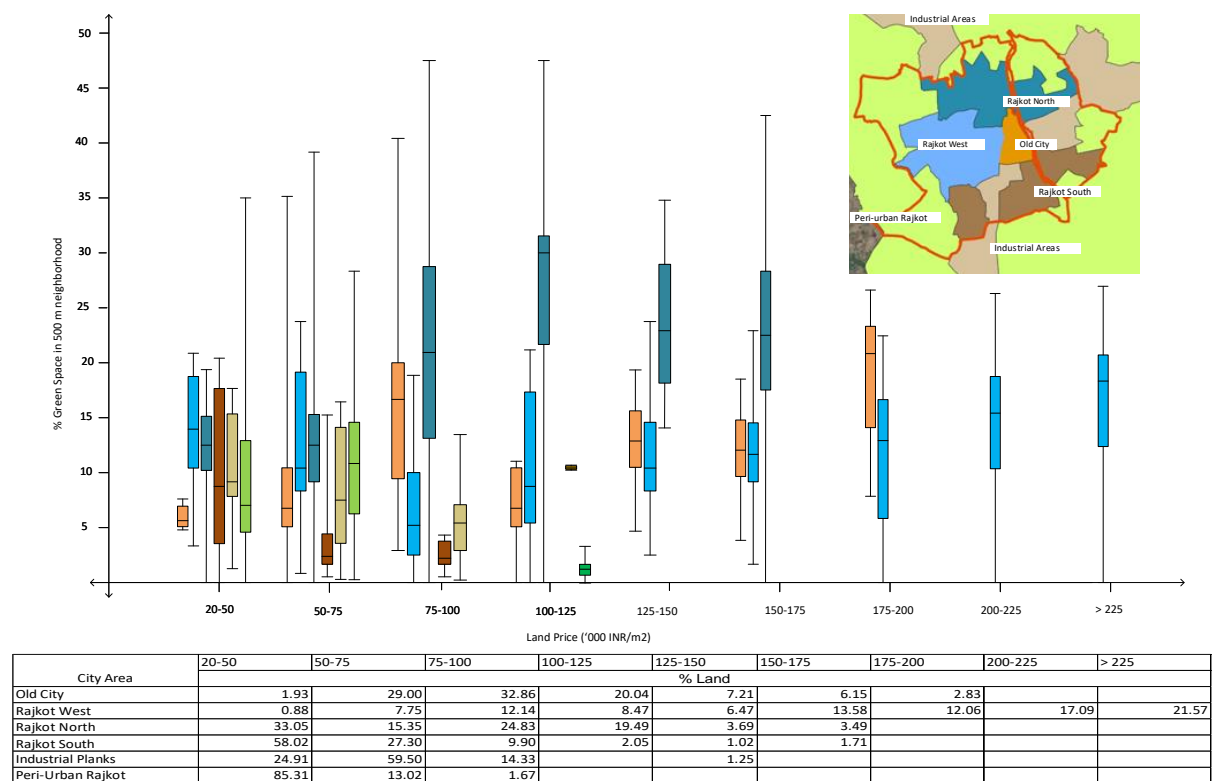 50
45
40
35
30
25
20
15
10
5
% Green Space in 500 m neighborhood
Industrial Areas
Rajkot North
Rajkot West
Old City
Rajkot South
Peri-urban Rajkot
Industrial Areas
20-50 50-75 75-100 100-125 125-150 150-175 175-200 200-225 > 225
Land Price (‘000 INR/m2)
City Area 20-50 50-75 75-100 100-125 125-150 150-175 175-200 200-225 > 225
% Land
Old City 1.93 29.00 32.86 20.04 7.21 6.15 2.83
Rajkot West 0.88 7.75 12.14 8.47 6.47 13.58 12.06 17.09 21.57
Rajkot North 33.05 15.35 24.83 19.49 3.69 3.49
Rajkot South 58.02 27.30 9.90 2.05 1.02 1.71
Industrial Planks 24.91 59.50 14.33 1.25
Peri-Urban Rajkot 85.31 13.02 1.67